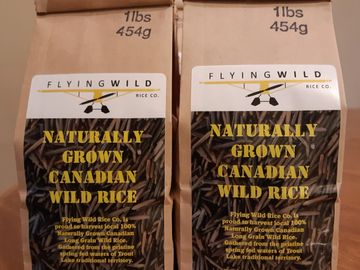 1lbs
454g
FLYINGWILD
RICE CO.
NATURALLY
GROWN
CANADIAN
WILD RICE
Flying Wild Rice Co. is
proud to harvest local 100%
Naturally Grown Canadian
Long Grain Wild Rice.
Gathered from the pristine
spring fed waters of Trout
Lake traditional territory.
1lbs
454g
FLYINGWILD
RICE CO.
NATURALLY
GROWN
CANADIAN
WILD RICE
Flying Wild Rice Co. is
proud to harvest local 100%
Naturally Grown Canadian
Long Grain Wild Rice.
Gathered from the pristine
spring fed waters of Trout
Lake traditional territory.